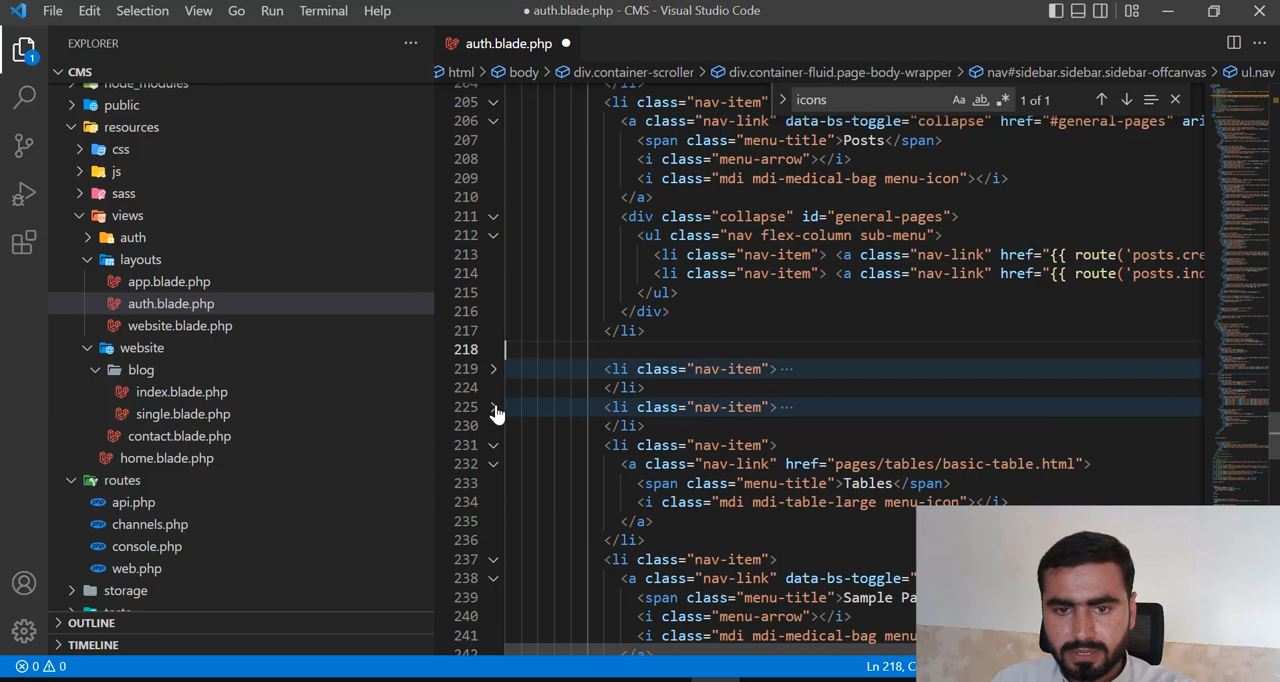 File Edit Selection View Go Run Terminal Help
● auth.blade.php - CMS - Visual Studio Code
1
EXPLORER
CMS
node_modules
public
resources
css
js
sass
views
auth
layouts
app.blade.php
auth.blade.php
website.blade.php
website
blog
index.blade.php
single.blade.php
contact.blade.php
home.blade.php
routes
api.php
channels.php
console.php
web.php
storage
OUTLINE
TIMELINE
auth.blade.php ●
html > body > div.container-scroller > div.container-fluid.page-body-wrapper > nav#sidebar.sidebar.sidebar-offcanvas > ul.nav
icons Aa ab 1 of 1
204 </li>
205 <li class="nav-item"
206 <a class="nav-link" data-bs-toggle="collapse" href="#general-pages" ari
207 <span class="menu-title">Posts</span>
208 <i class="menu-arrow"></i>
209 <i class="mdi mdi-medical-bag menu-icon"></i>
210 </a>
211 <div class="collapse" id="general-pages">
212 <ul class="nav flex-column sub-menu">
213 <li class="nav-item"> <a class="nav-link" href="{{ route('posts.cre
214 <li class="nav-item"> <a class="nav-link" href="{{ route('posts.ind
215 </ul>
216 </div>
217 </li>
218
219 <li class="nav-item"> ···
224 </li>
225 <li class="nav-item"> ···
230 </li>
231 <li class="nav-item">
232 <a class="nav-link" href="pages/tables/basic-table.html">
233 <span class="menu-title">Tables</span>
234 <i class="mdi mdi-table-large menu-icon"></i>
235 </a>
236 </li>
237 <li class="nav-item">
238 <a class="nav-link" data-bs-toggle="
239 <span class="menu-title">Sample Pa
240 <i class="menu-arrow"></i>
241 <i class="mdi mdi-medical-bag menu
242 </a>
0 0
Ln 218, C